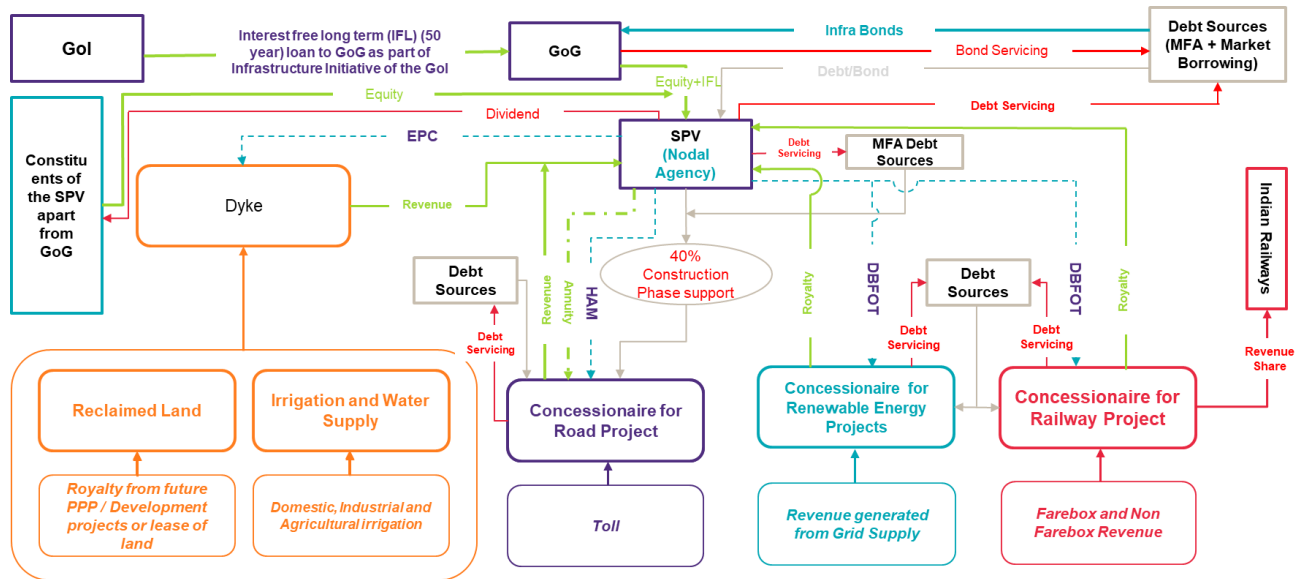 GoI
Interest free long term (IFL) (50
year) loan to GoG as part of
Infrastructure Initiative of the GoI
GoG
Infra Bonds
Bond Servicing
Debt/Bond
Debt Sources
(MFA + Market
Borrowing)
Equity
Equity+IFL
Debt Servicing
Dividend
EPC
SPV
(Nodal
Agency)
Debt
Servicing
MFA Debt
Sources
Constitu
ents of
the SPV
apart
from
GoG
Dyke
Revenue
Indian Railways
Debt
Sources
Revenue
Annuity
HAM
40%
Construction
Phase support
Royalty
DBFOT
Debt
Sources
DBFOT
Royalty
Debt
Servicing
Debt
Servicing
Debt
Servicing
Revenue
Share
Reclaimed Land
Irrigation and Water
Supply
Concessionaire for
Road Project
Concessionaire for
Renewable Energy
Projects
Concessionaire for
Railway Project
Royalty from future
PPP / Development
projects or lease of
land
Domestic, Industrial and
Agricultural irrigation
Toll
Revenue generated
from Grid Supply
Farebox and Non
Farebox Revenue